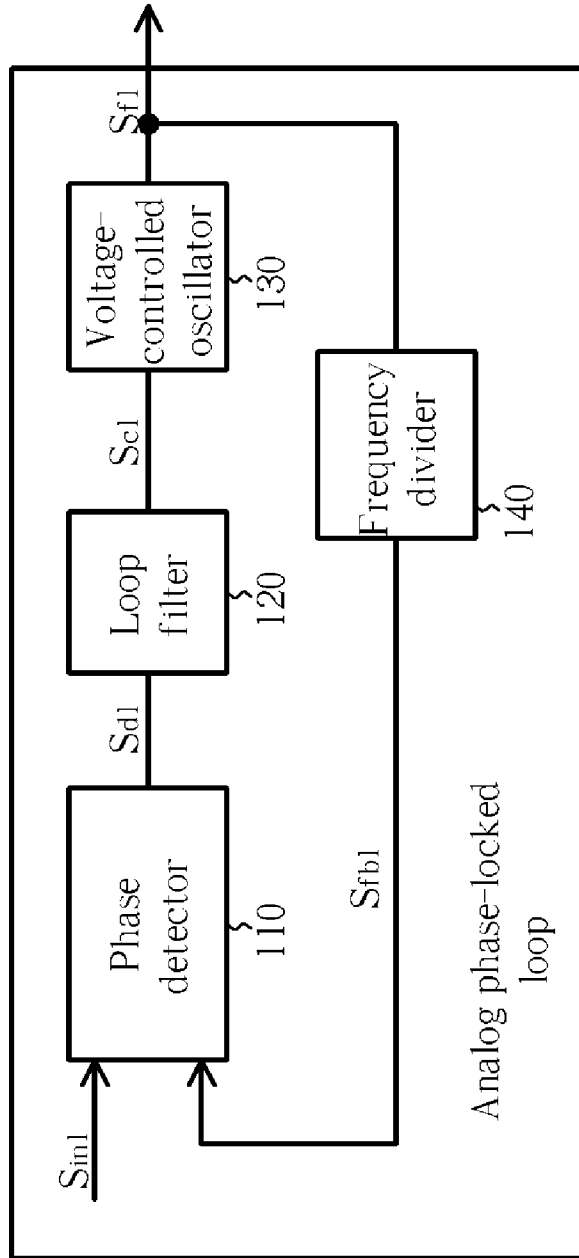 Sin1
Phase
detector
110
Sd1
Loop
filter
120
Sc1
Voltage-
controlled
oscillator
130
Sf1
Sfb1
Frequency
divider
140
Analog phase-locked
loop